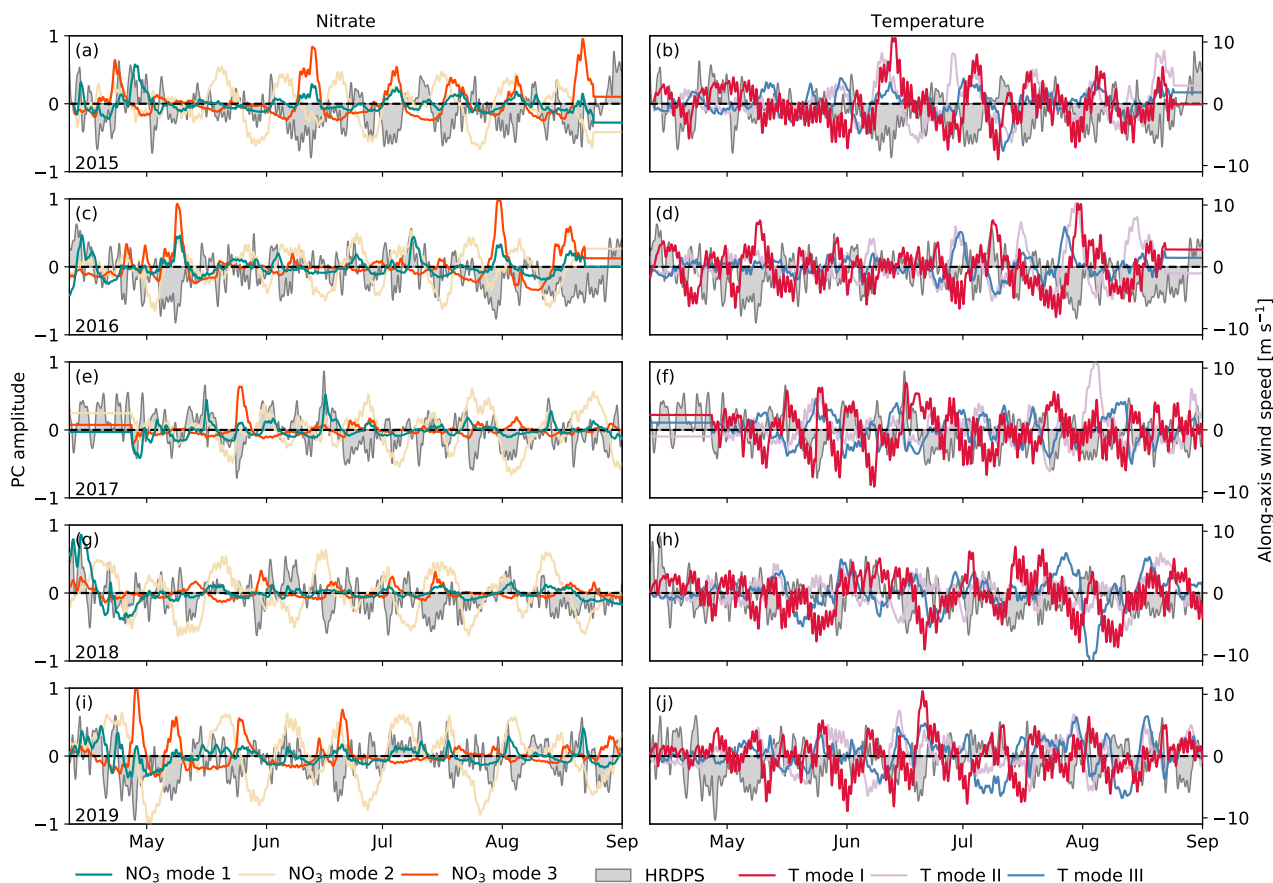 Nitrate
Temperature
1
0
−1
(a)
2015
(b)
10
0
−10
1
0
−1
(c)
2016
(d)
10
0
−10
PC amplitude
1
0
−1
(e)
2017
(f)
10
0
−10
Along-axis wind speed [m s⁻¹]
1
0
−1
(g)
2018
(h)
10
0
−10
1
0
−1
(i)
2019
(j)
10
0
−10
May Jun Jul Aug Sep
May Jun Jul Aug Sep
NO₃ mode 1 NO₃ mode 2 NO₃ mode 3 HRDPS T mode I T mode II T mode III